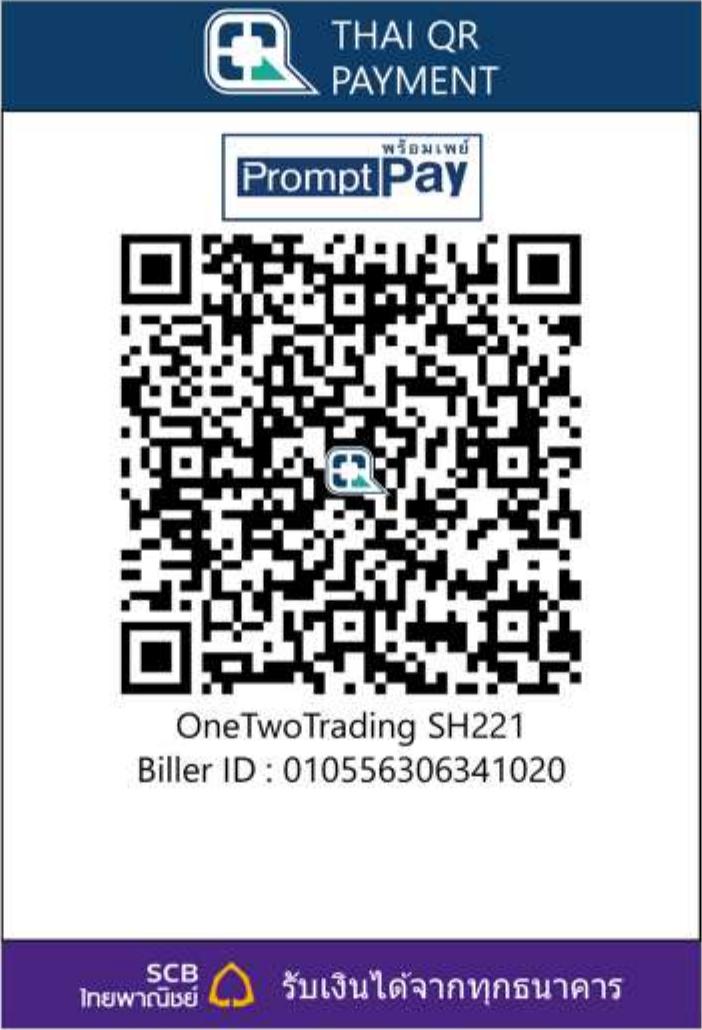 THAI QR
PAYMENT
พร้อมเพย์
Prompt Pay
OneTwoTrading SH221
Biller ID : 010556306341020
SCB
ไทยพาณิชย์
รับเงินได้จากทุกธนาคาร